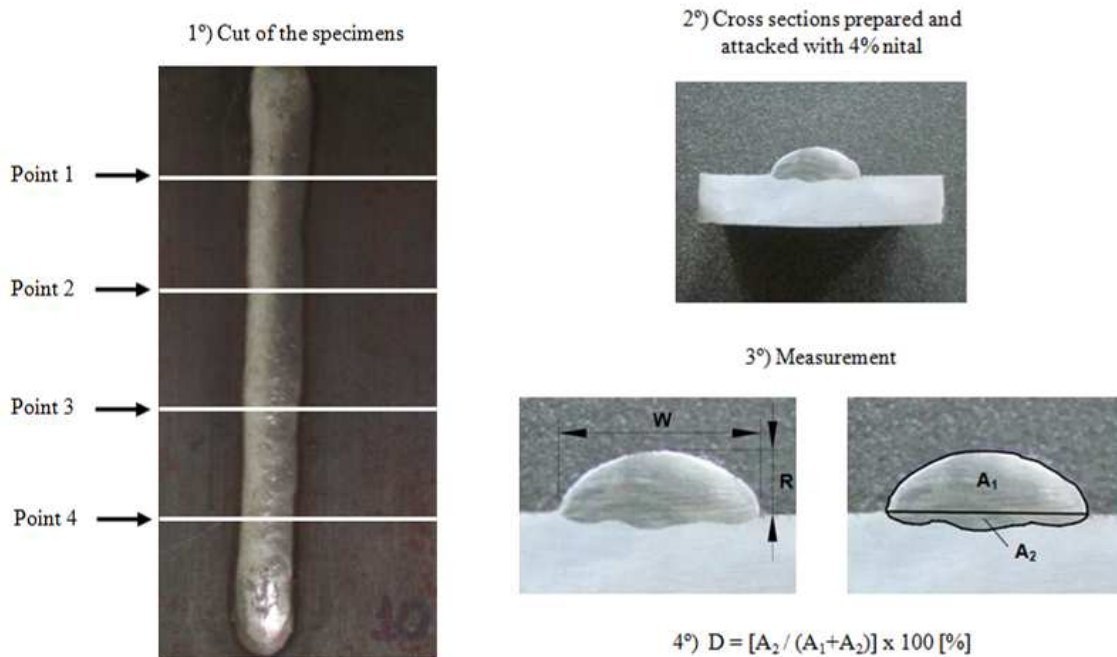 1º) Cut of the specimens
Point 1
Point 2
Point 3
Point 4
10
2º) Cross sections prepared and
attacked with 4% nital
3º) Measurement
W
R
A₁
A₂
4º) D = [A₂ / (A₁+A₂)] x 100 [%]